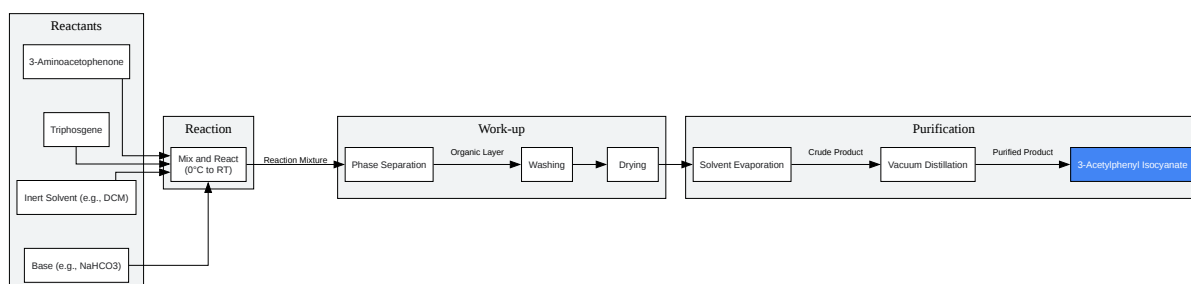 Reactants
3-Aminoacetophenone
Triphosgene
Inert Solvent (e.g., DCM)
Base (e.g., NaHCO3)
Reaction
Mix and React
(0°C to RT)
Reaction Mixture
Work-up
Phase Separation
Organic Layer
Washing
Drying
Purification
Solvent Evaporation
Crude Product
Vacuum Distillation
Purified Product
3-Acetylphenyl Isocyanate